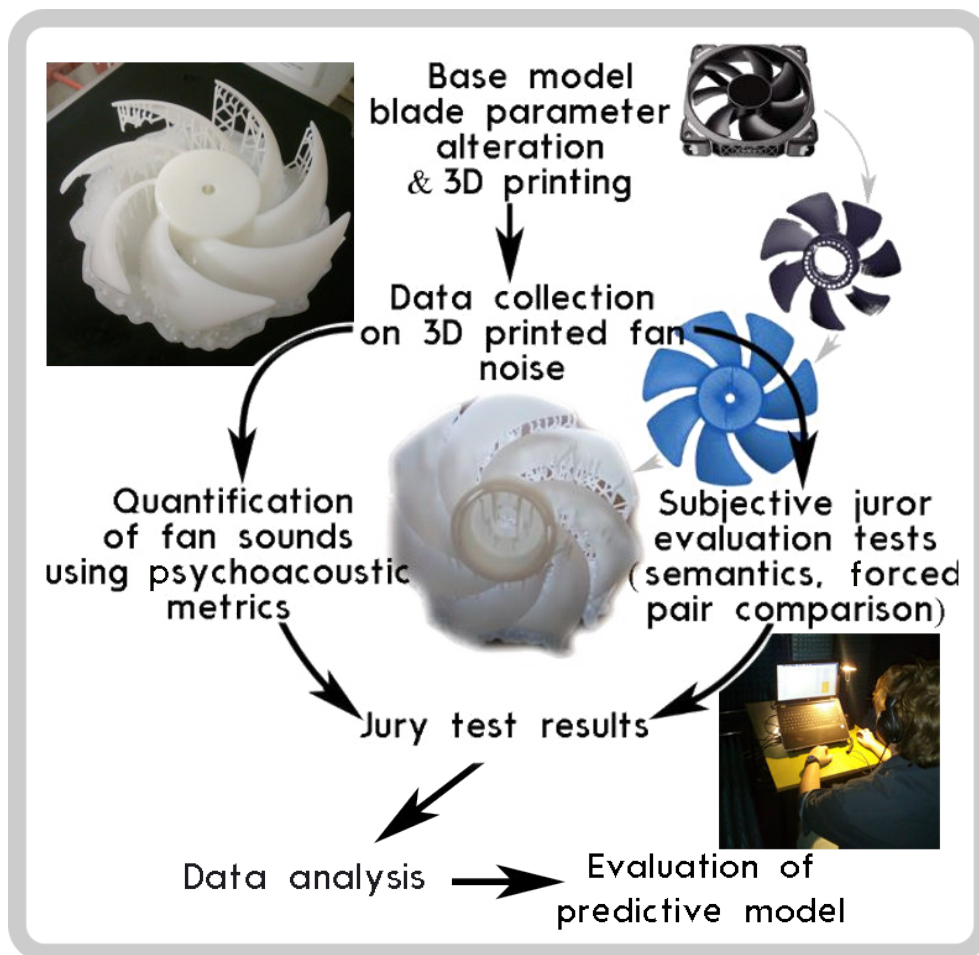 Base model
blade parameter
alteration
& 3D printing
Data collection
on 3D printed fan
noise
Quantification
of fan sounds
using psychoacoustic
metrics
Subjective juror
evaluation tests
(semantics, forced
pair comparison)
Jury test results
Data analysis
Evaluation of
predictive model